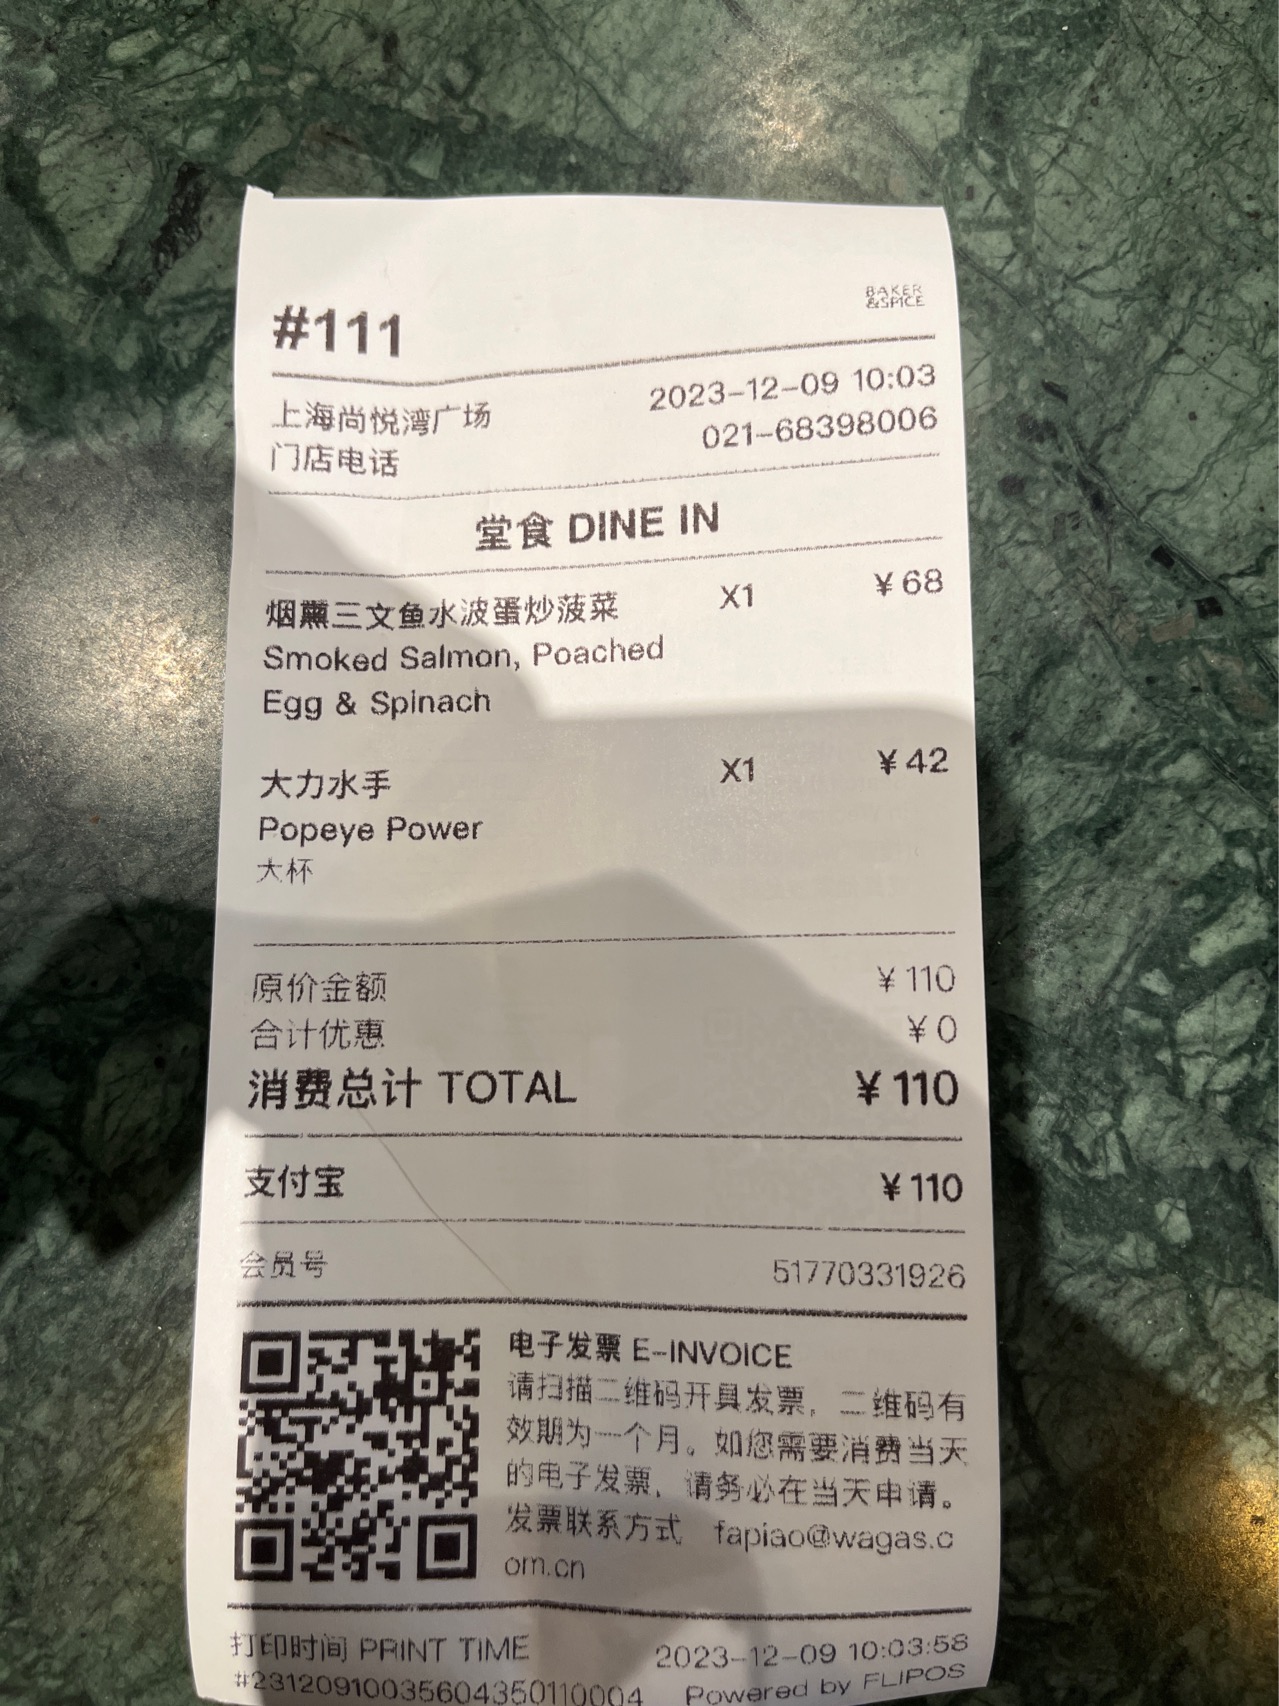 BAKER
&SPICE
#111
上海尚悦湾广场 2023-12-09 10:03
门店电话 021-68398006
堂食 DINE IN
烟薰三文鱼水波蛋炒菠菜 X1 ¥68
Smoked Salmon, Poached
Egg & Spinach
大力水手 X1 ¥42
Popeye Power
大杯
原价金额 ¥110
合计优惠 ¥0
消费总计 TOTAL ¥110
支付宝 ¥110
会员号 51770331926
电子发票 E-INVOICE
请扫描二维码开具发票，二维码有
效期为一个月。如您需要消费当天
的电子发票，请务必在当天申请。
发票联系方式 fapiao@wagas.c
om.cn
打印时间 PRINT TIME 2023-12-09 10:03:58
#23120910035604350110004 Powered by FLIPOS